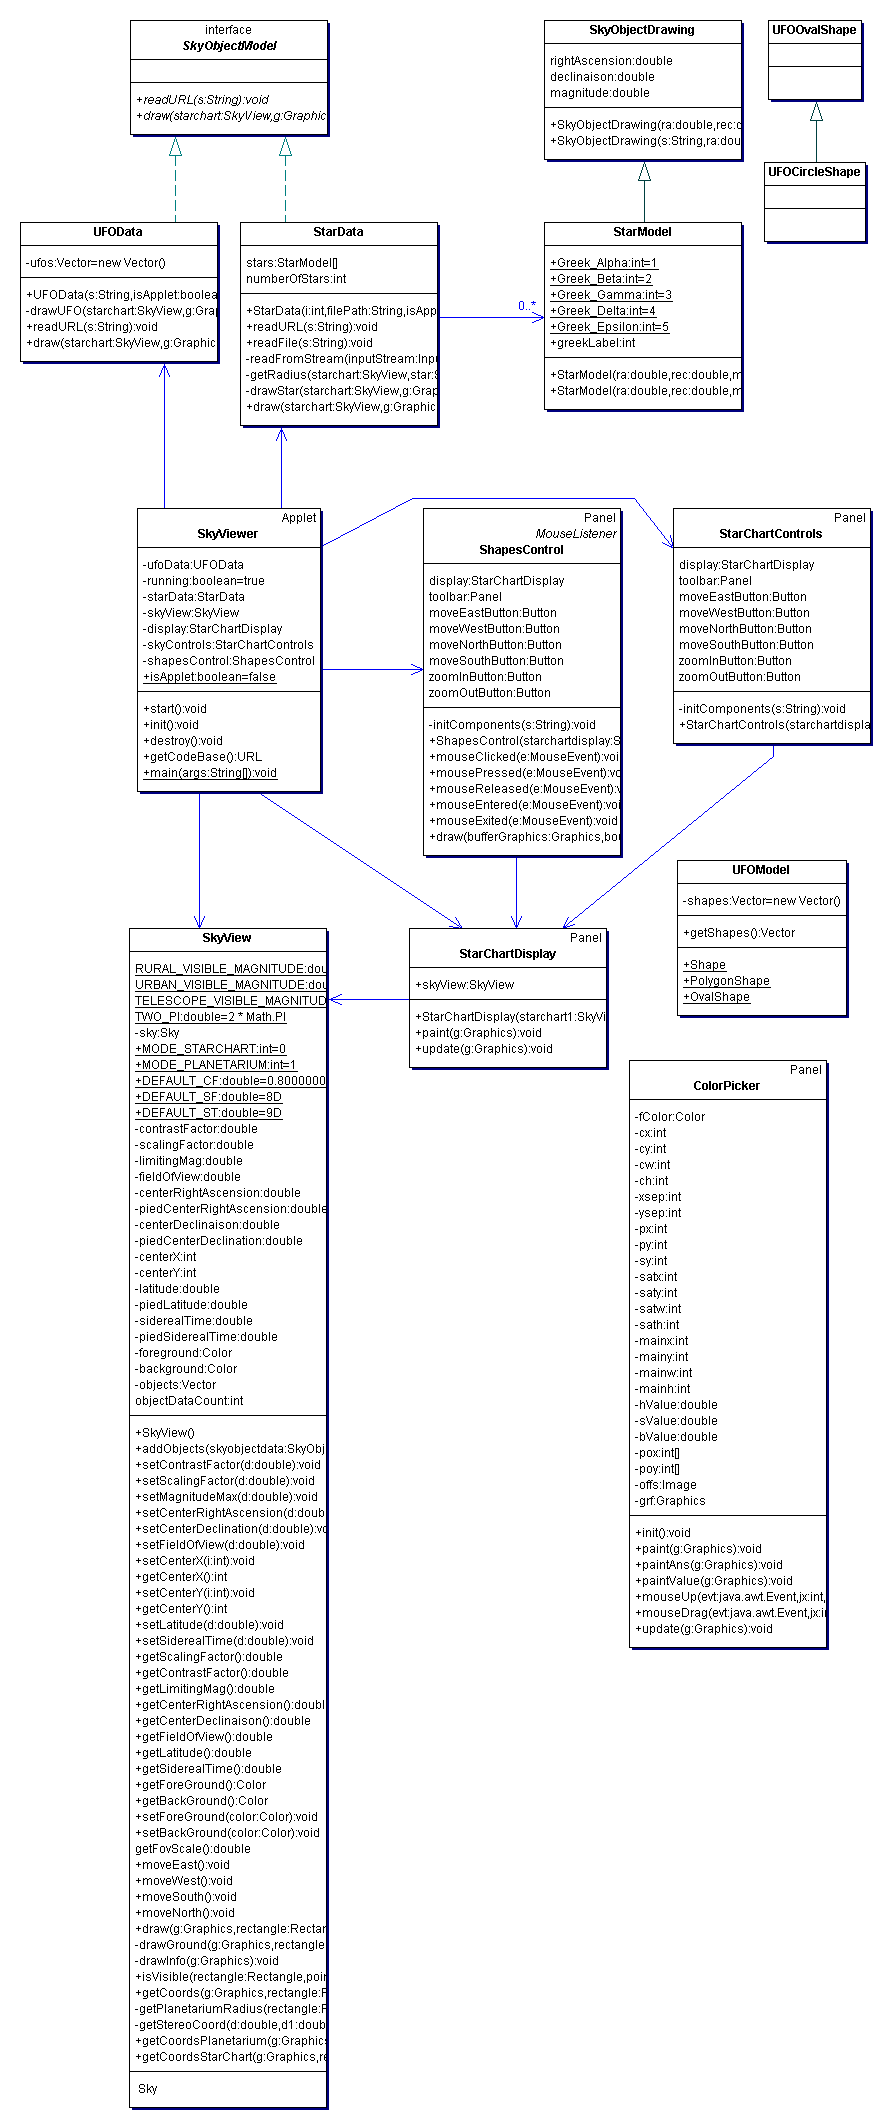 interface
SkyObjectModel
+readURL(s:String):void
+draw(starchart:SkyView,g:Graphic
SkyObjectDrawing
rightAscension:double
declinaison:double
magnitude:double
+SkyObjectDrawing(ra:double,rec:d
+SkyObjectDrawing(s:String,ra:dou
UFOOvalShape
UFOCircleShape
UFOData
-ufos:Vector=new Vector()
+UFOData(s:String,isApplet:boolea
-drawUFO(starchart:SkyView,g:Gra
+readURL(s:String):void
+draw(starchart:SkyView,g:Graphic
StarData
stars:StarModel[]
numberOfStars:int
+StarData(i:int,filePath:String,isApp
+readURL(s:String):void
+readFile(s:String):void
-readFromStream(inputStream:Inpu
-getRadius(starchart:SkyView,star:S
-drawStar(starchart:SkyView,g:Grap
+draw(starchart:SkyView,g:Graphic
0..*
StarModel
+Greek_Alpha:int=1
+Greek_Beta:int=2
+Greek_Gamma:int=3
+Greek_Delta:int=4
+Greek_Epsilon:int=5
+greekLabel:int
+StarModel(ra:double,rec:double,m
+StarModel(ra:double,rec:double,m
Applet
SkyViewer
-ufoData:UFOData
-running:boolean=true
-starData:StarData
-skyView:SkyView
-display:StarChartDisplay
-skyControls:StarChartControls
-shapesControl:ShapesControl
+isApplet:boolean=false
+start():void
+init():void
+destroy():void
+getCodeBase():URL
+main(args:String[]):void
Panel
MouseListener
ShapesControl
display:StarChartDisplay
toolbar:Panel
moveEastButton:Button
moveWestButton:Button
moveNorthButton:Button
moveSouthButton:Button
zoomInButton:Button
zoomOutButton:Button
-initComponents(s:String):void
+ShapesControl(starchartdisplay:S
+mouseClicked(e:MouseEvent):voi
+mousePressed(e:MouseEvent):vo
+mouseReleased(e:MouseEvent):v
+mouseEntered(e:MouseEvent):voi
+mouseExited(e:MouseEvent):void
+draw(bufferGraphics:Graphics,bou
Panel
StarChartControls
display:StarChartDisplay
toolbar:Panel
moveEastButton:Button
moveWestButton:Button
moveNorthButton:Button
moveSouthButton:Button
zoomInButton:Button
zoomOutButton:Button
-initComponents(s:String):void
+StarChartControls(starchartdispla
UFOModel
-shapes:Vector=new Vector()
+getShapes():Vector
+Shape
+PolygonShape
+OvalShape
SkyView
RURAL_VISIBLE_MAGNITUDE:dou
URBAN_VISIBLE_MAGNITUDE:dou
TELESCOPE_VISIBLE_MAGNITUD
TWO_PI:double=2 * Math.PI
-sky:Sky
+MODE_STARCHART:int=0
+MODE_PLANETARIUM:int=1
+DEFAULT_CF:double=0.8000000
+DEFAULT_SF:double=8D
+DEFAULT_ST:double=9D
-contrastFactor:double
-scalingFactor:double
-limitingMag:double
-fieldOfView:double
-centerRightAscension:double
-piedCenterRightAscension:double
-centerDeclinaison:double
-piedCenterDeclination:double
-centerX:int
-centerY:int
-latitude:double
-piedLatitude:double
-siderealTime:double
-piedSiderealTime:double
-foreground:Color
-background:Color
-objects:Vector
objectDataCount:int
+SkyView()
+addObjects(skyobjectdata:SkyObj
+setContrastFactor(d:double):void
+setScalingFactor(d:double):void
+setMagnitudeMax(d:double):void
+setCenterRightAscension(d:doubl
+setCenterDeclination(d:double):vo
+setFieldOfView(d:double):void
+setCenterX(i:int):void
+getCenterX():int
+setCenterY(i:int):void
+getCenterY():int
+setLatitude(d:double):void
+setSiderealTime(d:double):void
+getScalingFactor():double
+getContrastFactor():double
+getLimitingMag():double
+getCenterRightAscension():doubl
+getCenterDeclinaison():double
+getFieldOfView():double
+getLatitude():double
+getSiderealTime():double
+getForeGround():Color
+getBackGround():Color
+setForeGround(color:Color):void
+setBackGround(color:Color):void
getFovScale():double
+moveEast():void
+moveWest():void
+moveSouth():void
+moveNorth():void
+draw(g:Graphics,rectangle:Rectan
-drawGround(g:Graphics,rectangle
-drawInfo(g:Graphics):void
+isVisible(rectangle:Rectangle,poin
+getCoords(g:Graphics,rectangle:R
-getPlanetariumRadius(rectangle:R
-getStereoCoord(d:double,d1:doub
+getCoordsPlanetarium(g:Graphics
+getCoordsStarChart(g:Graphics,re
Sky
Panel
StarChartDisplay
+skyView:SkyView
+StarChartDisplay(starchart1:SkyVi
+paint(g:Graphics):void
+update(g:Graphics):void
Panel
ColorPicker
-fColor:Color
-cx:int
-cy:int
-cw:int
-ch:int
-xsep:int
-ysep:int
-px:int
-py:int
-sy:int
-satx:int
-saty:int
-satw:int
-sath:int
-mainx:int
-mainy:int
-mainw:int
-mainh:int
-hValue:double
-sValue:double
-bValue:double
-pox:int[]
-poy:int[]
-offs:Image
-grf:Graphics
+init():void
+paint(g:Graphics):void
+paintAns(g:Graphics):void
+paintValue(g:Graphics):void
+mouseUp(evt:java.awt.Event,jx:int,
+mouseDrag(evt:java.awt.Event,jx:i
+update(g:Graphics):void